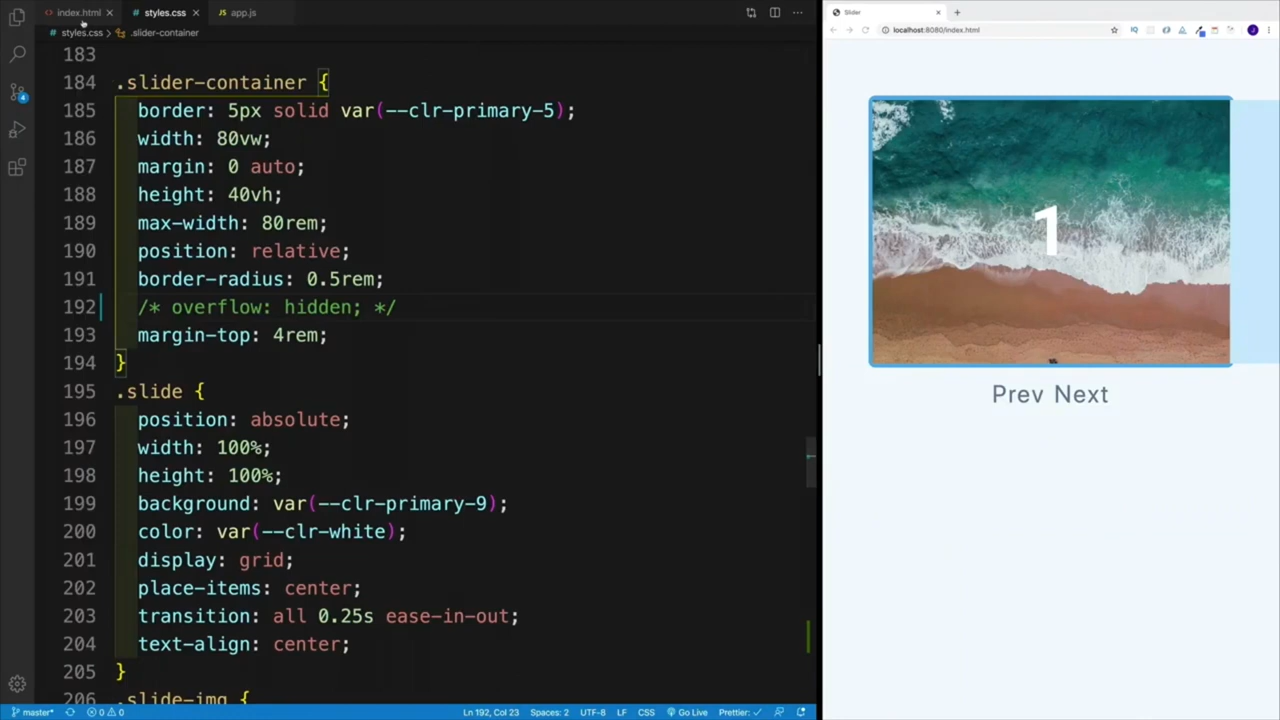 index.html
styles.css
app.js
Slider
styles.css > .slider-container
localhost:8080/index.html
183
184 .slider-container {
185 border: 5px solid var(--clr-primary-5);
186 width: 80vw;
187 margin: 0 auto;
188 height: 40vh;
189 max-width: 80rem;
190 position: relative;
191 border-radius: 0.5rem;
192 /* overflow: hidden; */
193 margin-top: 4rem;
194 }
195 .slide {
196 position: absolute;
197 width: 100%;
198 height: 100%;
199 background: var(--clr-primary-9);
200 color: var(--clr-white);
201 display: grid;
202 place-items: center;
203 transition: all 0.25s ease-in-out;
204 text-align: center;
205 }
206 .slide-img {
1
Prev Next
4
J
master* 0 0 Ln 192, Col 23 Spaces: 2 UTF-8 LF CSS Go Live Prettier: ✓